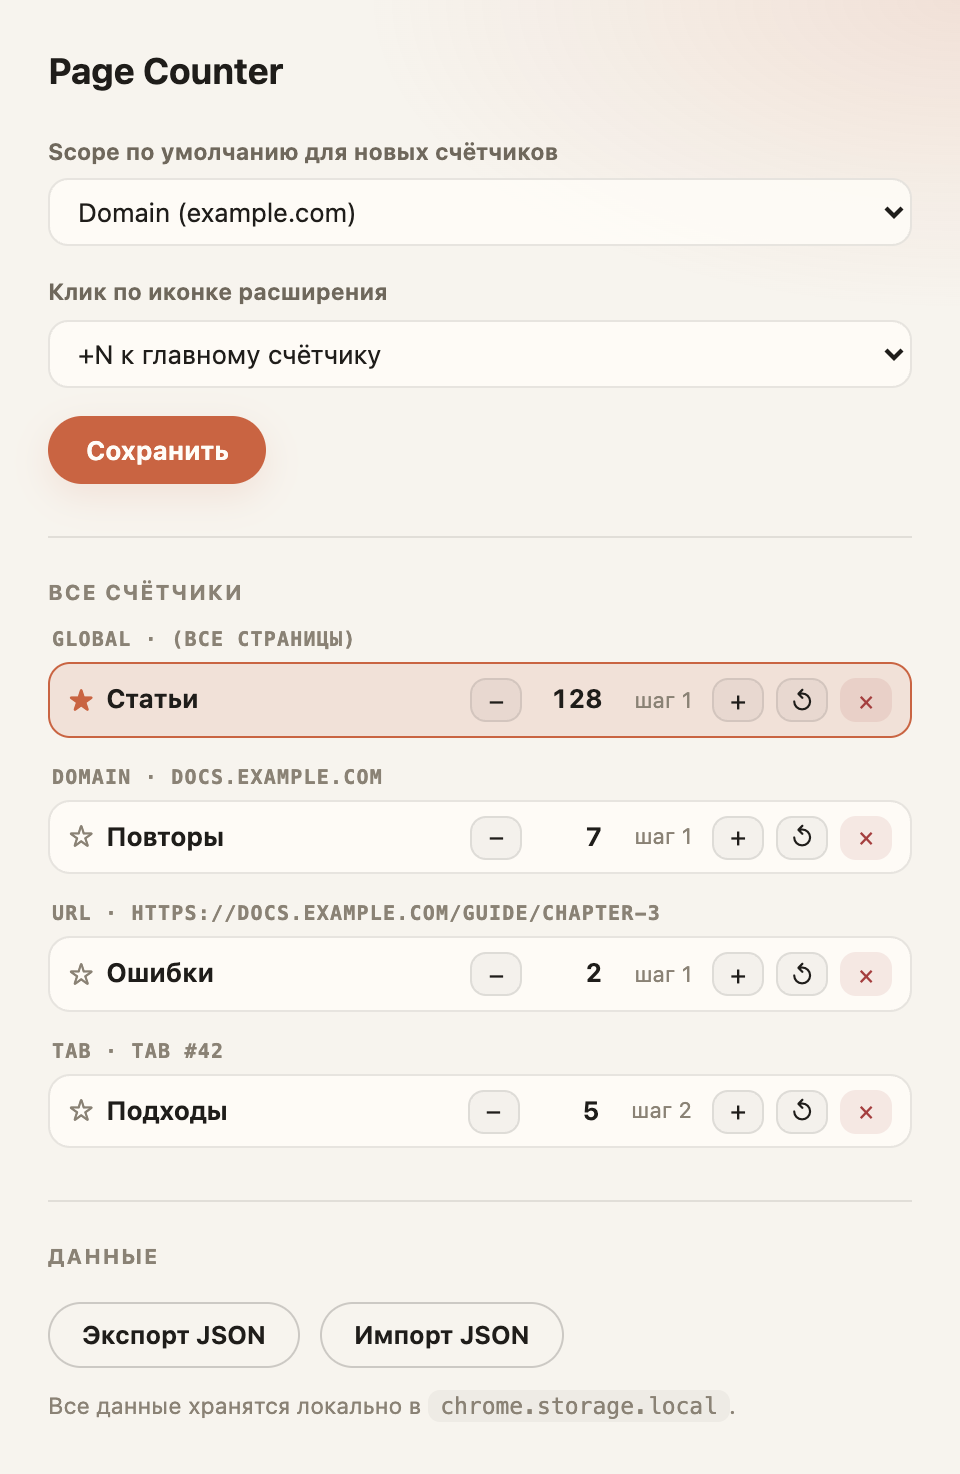 Page Counter
Scope по умолчанию для новых счётчиков
Domain (example.com)
Клик по иконке расширения
+N к главному счётчику
Сохранить
ВСЕ СЧЁТЧИКИ
GLOBAL · (ВСЕ СТРАНИЦЫ)
★ Статьи − 128 шаг 1 + ↺ ×
DOMAIN · DOCS.EXAMPLE.COM
☆ Повторы − 7 шаг 1 + ↺ ×
URL · HTTPS://DOCS.EXAMPLE.COM/GUIDE/CHAPTER-3
☆ Ошибки − 2 шаг 1 + ↺ ×
TAB · TAB #42
☆ Подходы − 5 шаг 2 + ↺ ×
ДАННЫЕ
Экспорт JSON Импорт JSON
Все данные хранятся локально в chrome.storage.local.